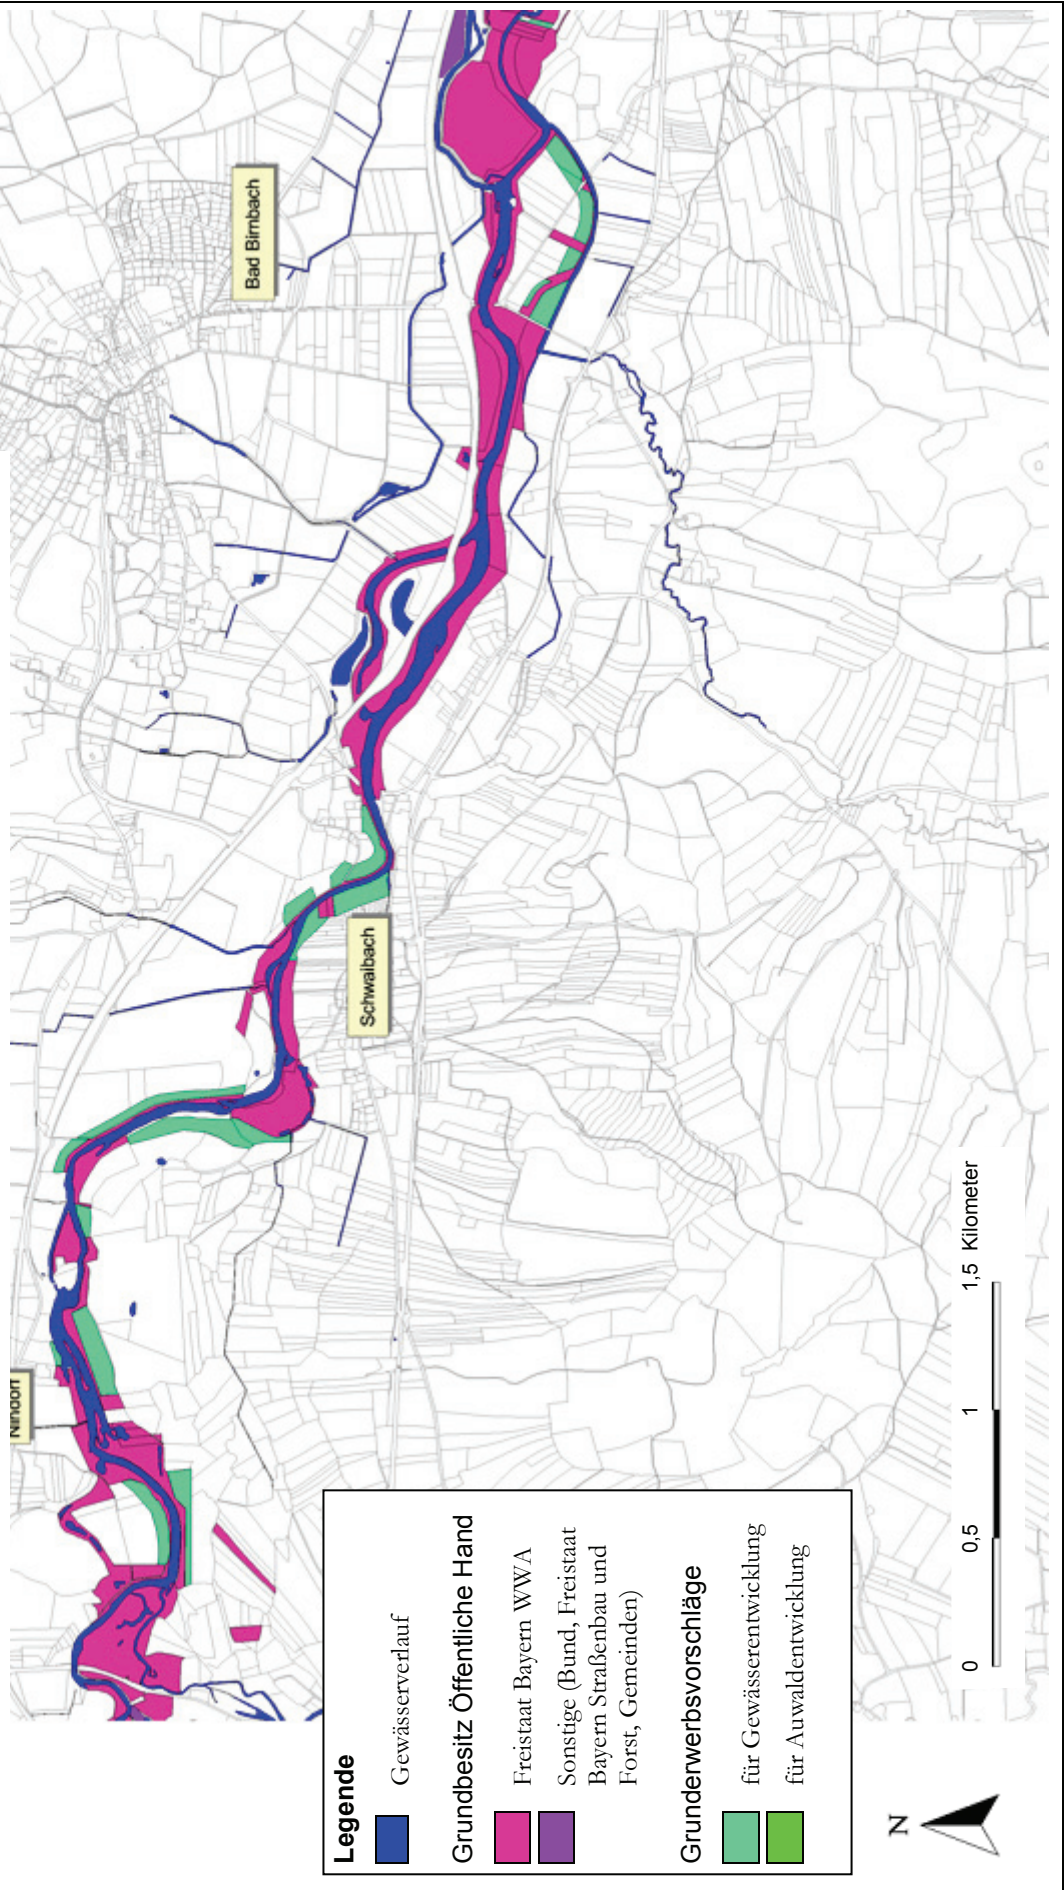 Bad Birnbach
Schwaibach
Nindorf
Legende
Gewässerverlauf
Grundbesitz Öffentliche Hand
Freistaat Bayern WWA
Sonstige (Bund, Freistaat
Bayern Straßenbau und
Forst, Gemeinden)
Grunderwerbsvorschläge
für Gewässerentwicklung
für Auwaldentwicklung
N
0 0,5 1 1,5 Kilometer